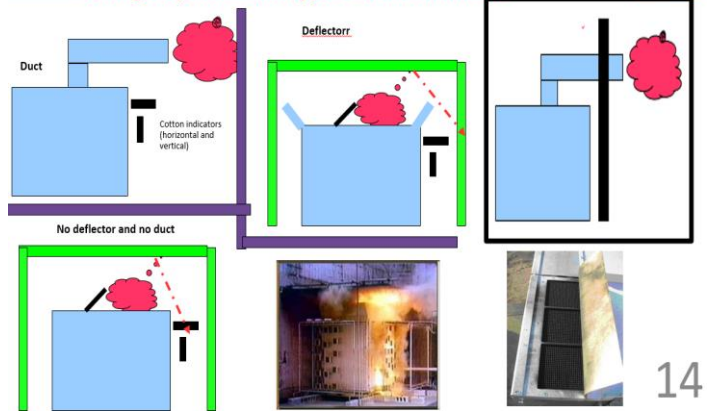 Deflectorr
Duct
Cotton indicators
(horizontal and
vertical)
No deflector and no duct
14